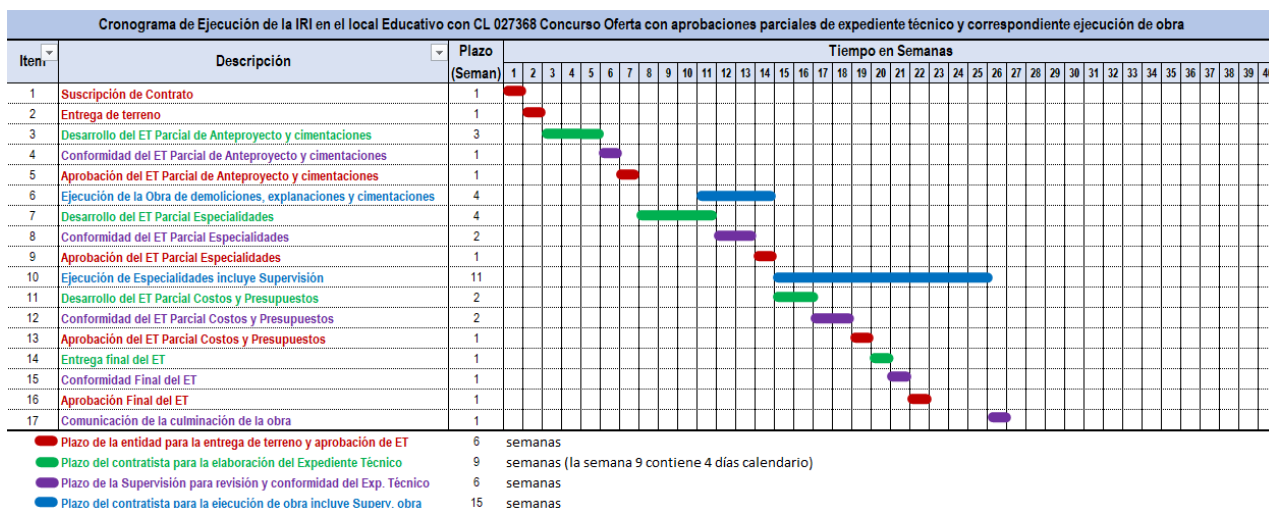 Cronograma de Ejecución de la IRI en el local Educativo con CL 027368 Concurso Oferta con aprobaciones parciales de expediente técnico y correspondiente ejecución de obra
Item Descripción Plazo (Seman) Tiempo en Semanas
1 2 3 4 5 6 7 8 9 10 11 12 13 14 15 16 17 18 19 20 21 22 23 24 25 26 27 28 29 30 31 32 33 34 35 36 37 38 39 40
1 Suscripción de Contrato 1
2 Entrega de terreno 1
3 Desarrollo del ET Parcial de Anteproyecto y cimentaciones 3
4 Conformidad del ET Parcial de Anteproyecto y cimentaciones 1
5 Aprobación del ET Parcial de Anteproyecto y cimentaciones 1
6 Ejecución de la Obra de demoliciones, explanaciones y cimentaciones 4
7 Desarrollo del ET Parcial Especialidades 4
8 Conformidad del ET Parcial Especialidades 2
9 Aprobación del ET Parcial Especialidades 1
10 Ejecución de Especialidades incluye Supervisión 11
11 Desarrollo del ET Parcial Costos y Presupuestos 2
12 Conformidad del ET Parcial Costos y Presupuestos 2
13 Aprobación del ET Parcial Costos y Presupuestos 1
14 Entrega final del ET 1
15 Conformidad Final del ET 1
16 Aprobación Final del ET 1
17 Comunicación de la culminación de la obra 1
Plazo de la entidad para la entrega de terreno y aprobación de ET 6 semanas
Plazo del contratista para la elaboración del Expediente Técnico 9 semanas (la semana 9 contiene 4 días calendario)
Plazo de la Supervisión para revisión y conformidad del Exp. Técnico 6 semanas
Plazo del contratista para la ejecución de obra incluye Superv. obra 15 semanas